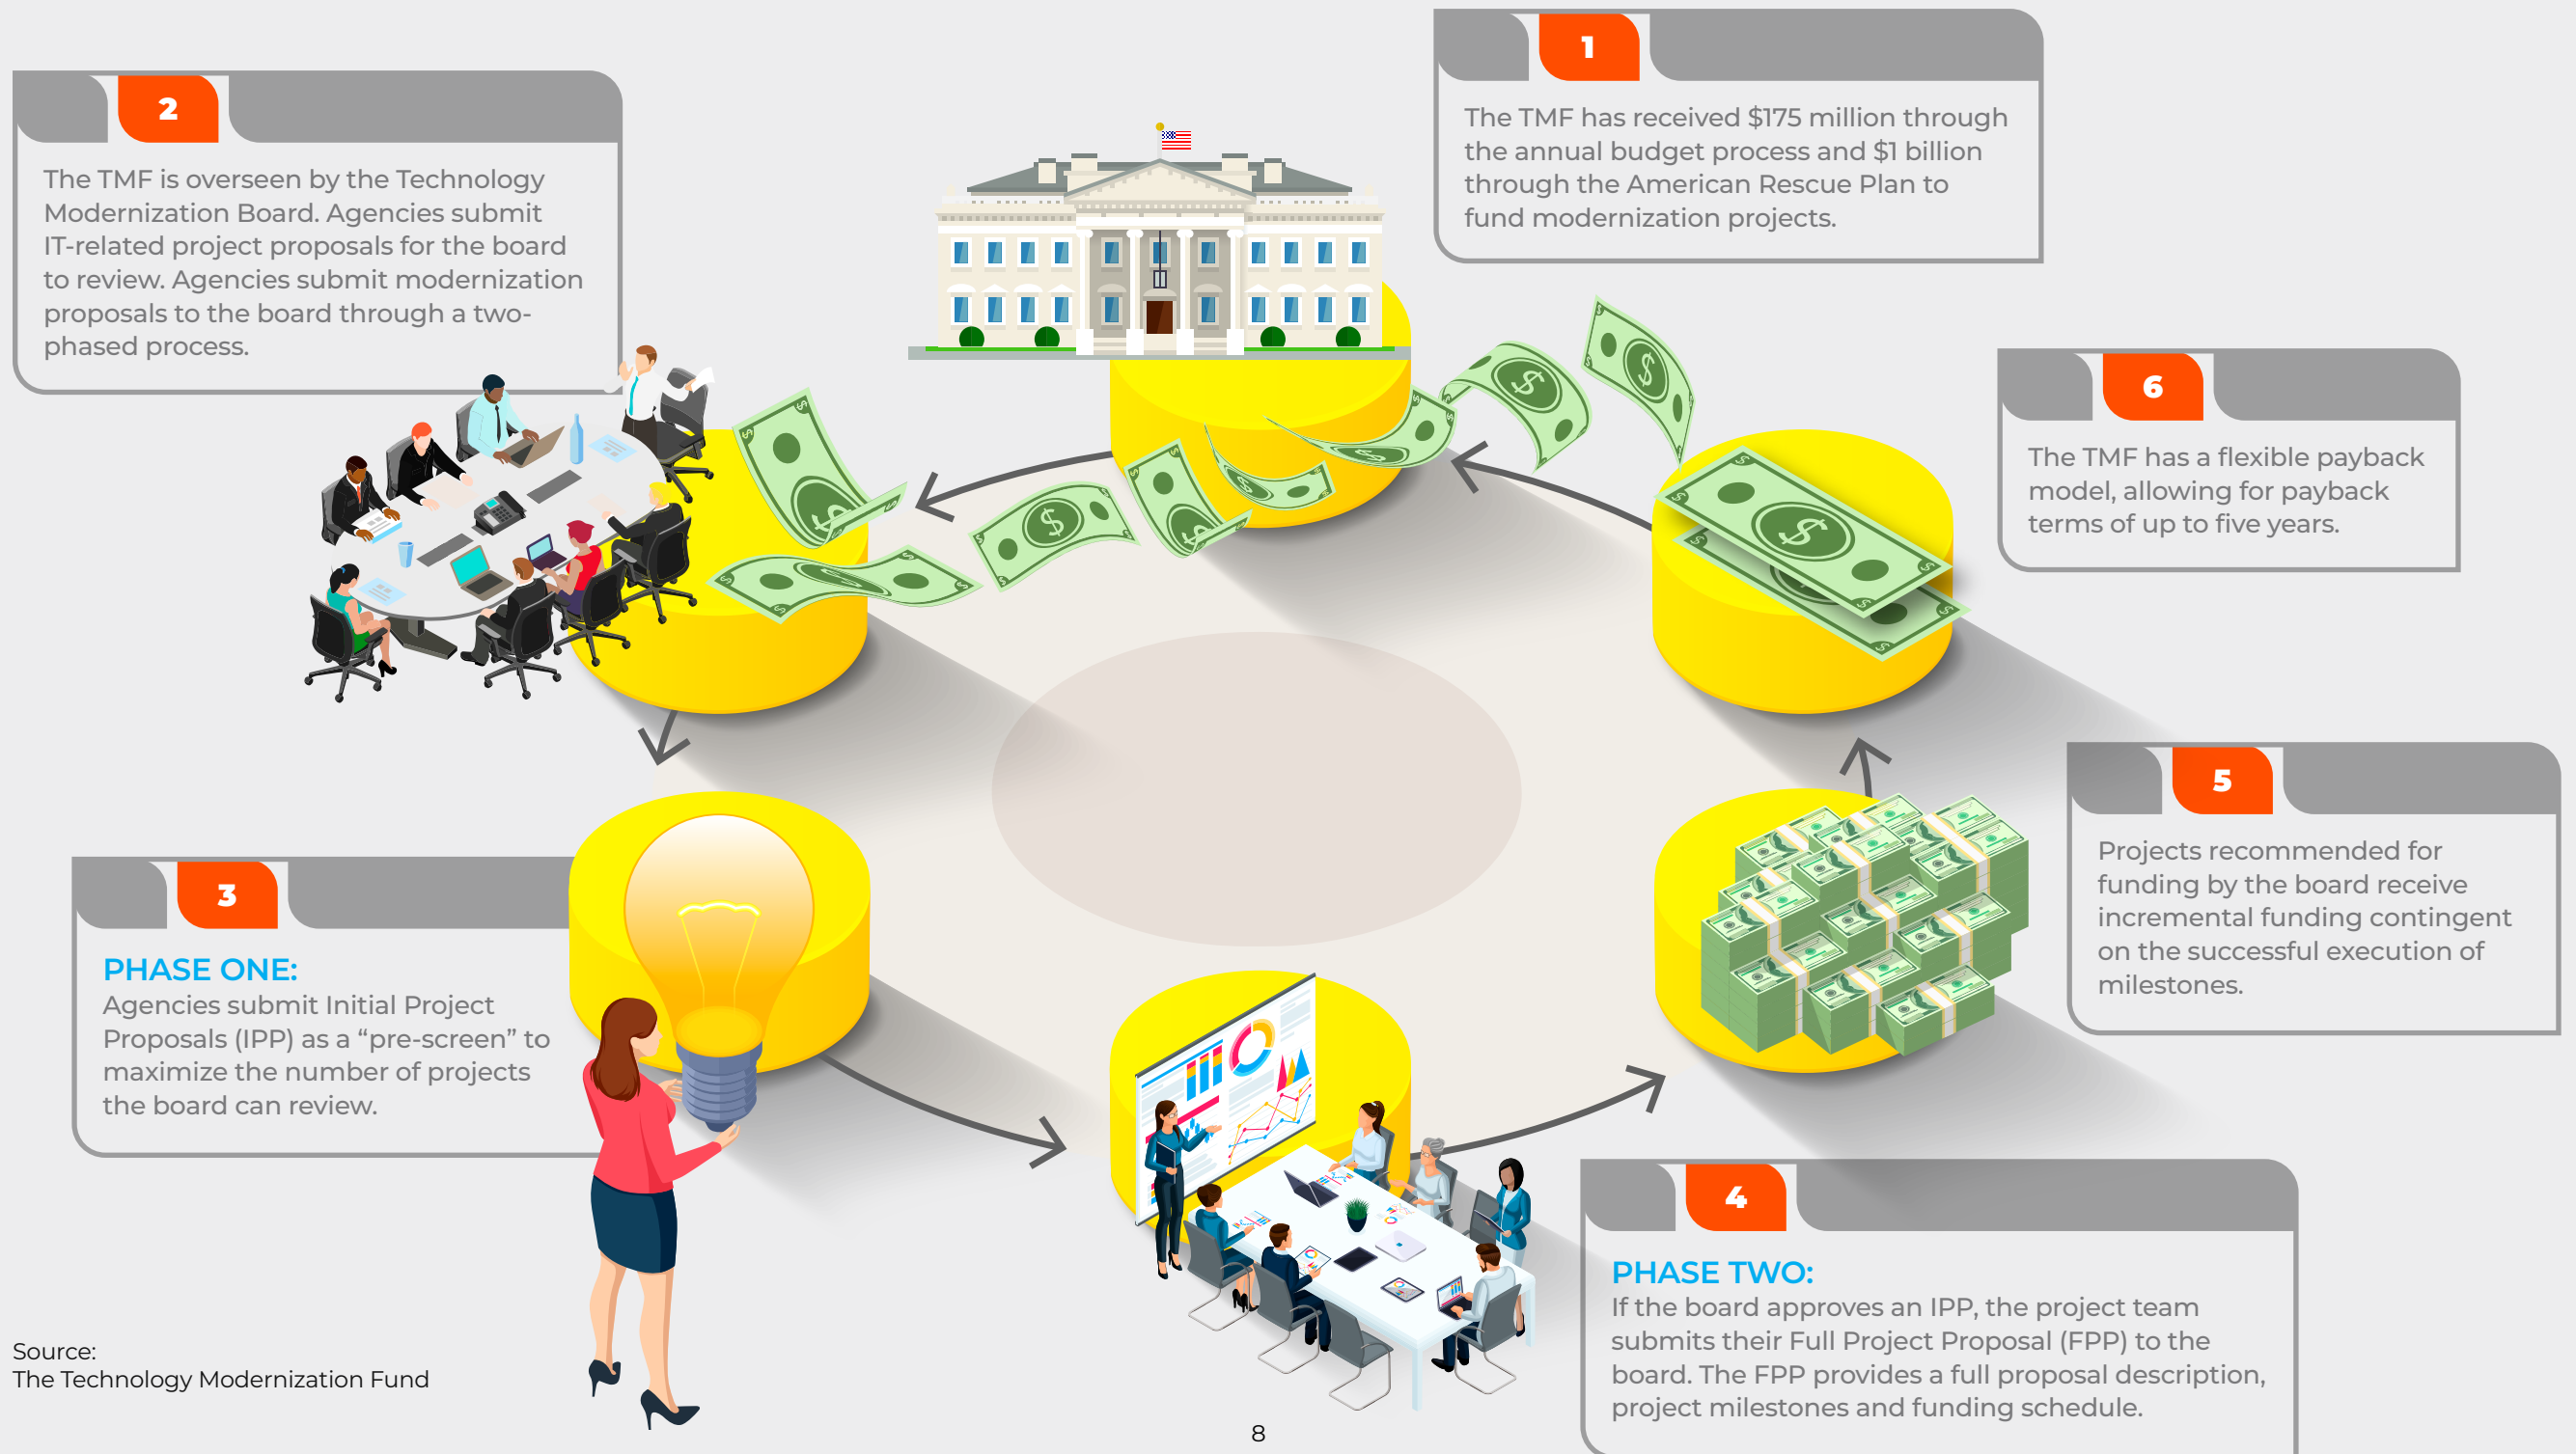 1
The TMF has received $175 million through
the annual budget process and $1 billion
through the American Rescue Plan to
fund modernization projects.
2
The TMF is overseen by the Technology
Modernization Board. Agencies submit
IT-related project proposals for the board
to review. Agencies submit modernization
proposals to the board through a two-
phased process.
3
PHASE ONE:
Agencies submit Initial Project
Proposals (IPP) as a “pre-screen” to
maximize the number of projects
the board can review.
4
PHASE TWO:
If the board approves an IPP, the project team
submits their Full Project Proposal (FPP) to the
board. The FPP provides a full proposal description,
project milestones and funding schedule.
5
Projects recommended for
funding by the board receive
incremental funding contingent
on the successful execution of
milestones.
6
The TMF has a flexible payback
model, allowing for payback
terms of up to five years.
Source:
The Technology Modernization Fund
8